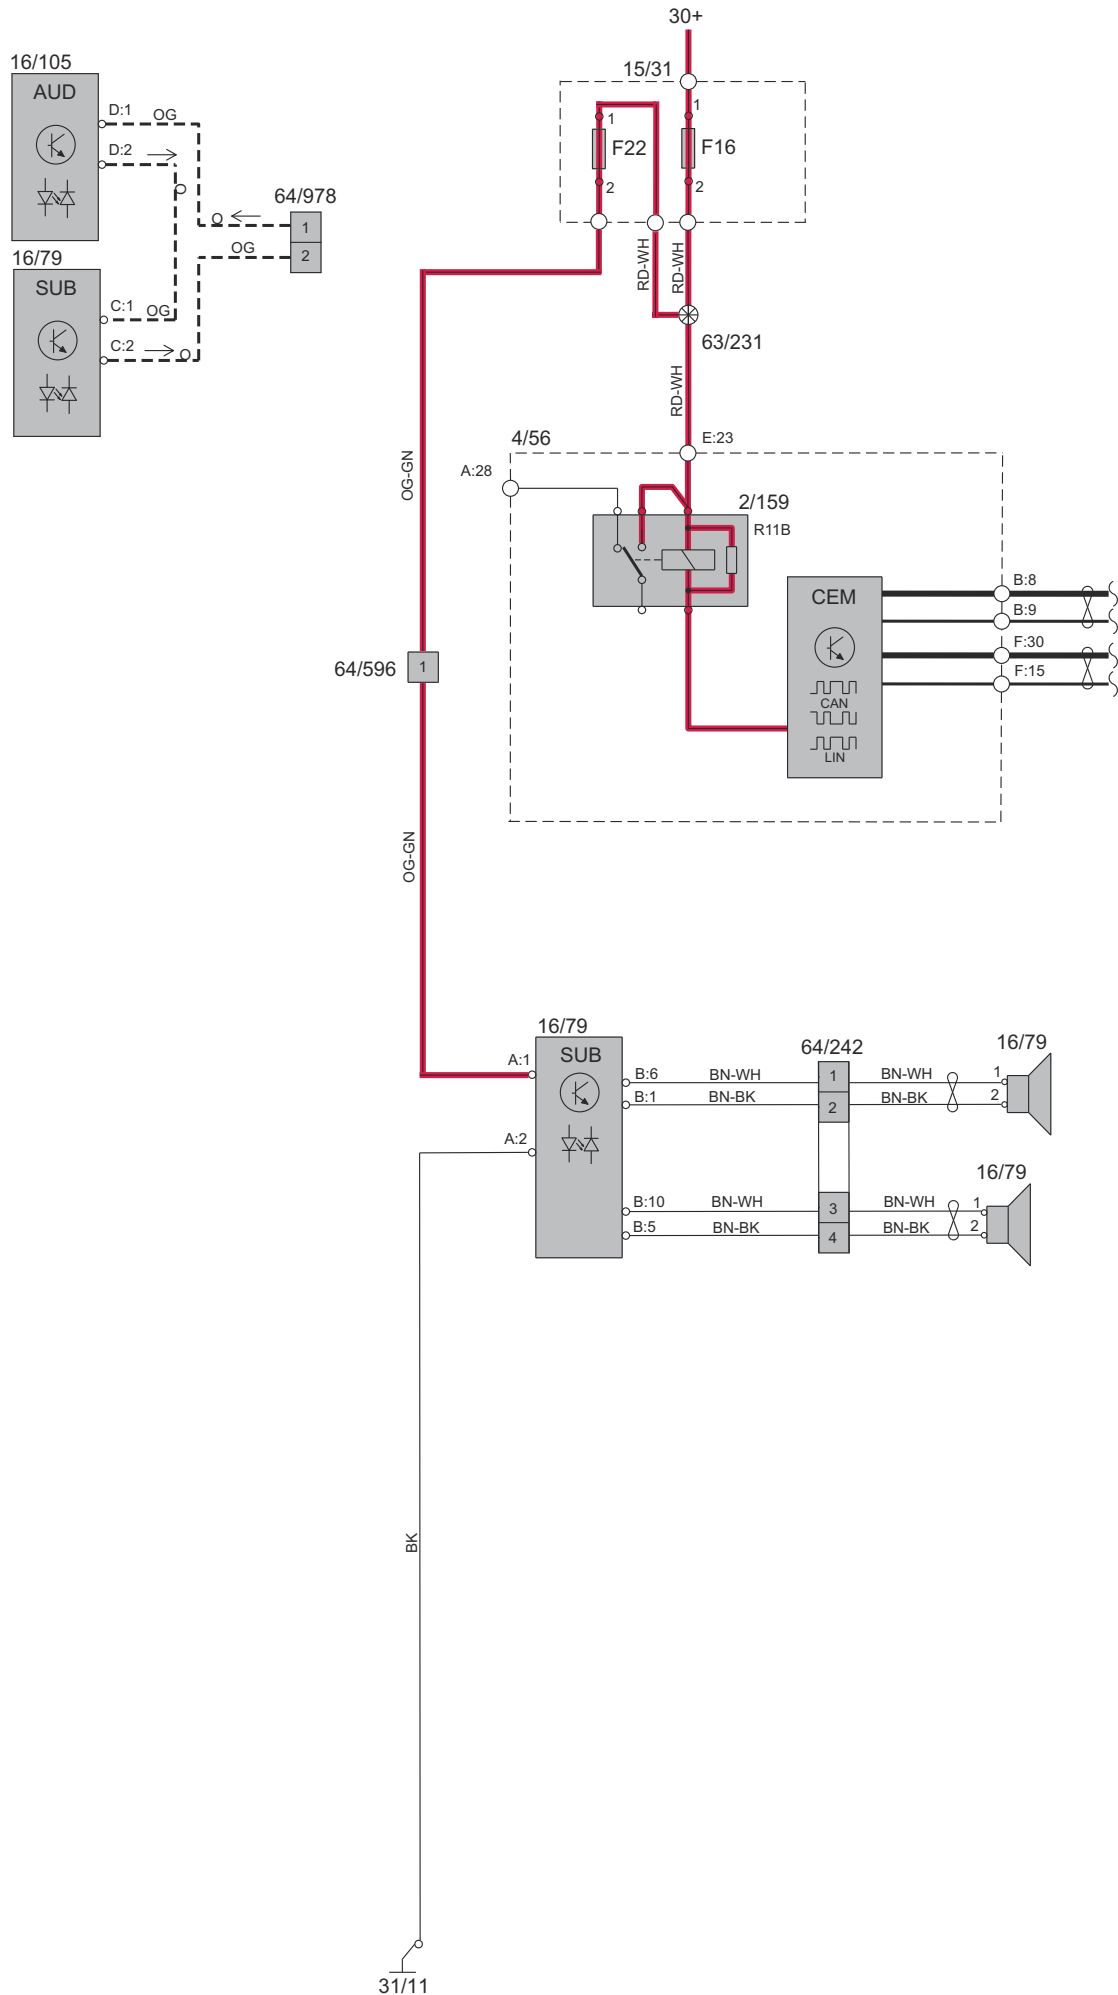 30+
16/105
AUD
D:1
OG
D:2
O
64/978
O
1
OG
2
16/79
SUB
C:1
OG
C:2
O
15/31
1
1
F22
F16
2
2
RD-WH
RD-WH
63/231
RD-WH
4/56
E:23
A:28
2/159
R11B
OG-GN
CEM
CAN
LIN
B:8
B:9
F:30
F:15
64/596
1
OG-GN
16/79
SUB
A:1
A:2
B:6
BN-WH
B:1
BN-BK
B:10
BN-WH
B:5
BN-BK
64/242
1
2
3
4
BN-WH
BN-BK
BN-WH
BN-BK
16/79
1
2
16/79
1
2
BK
31/11